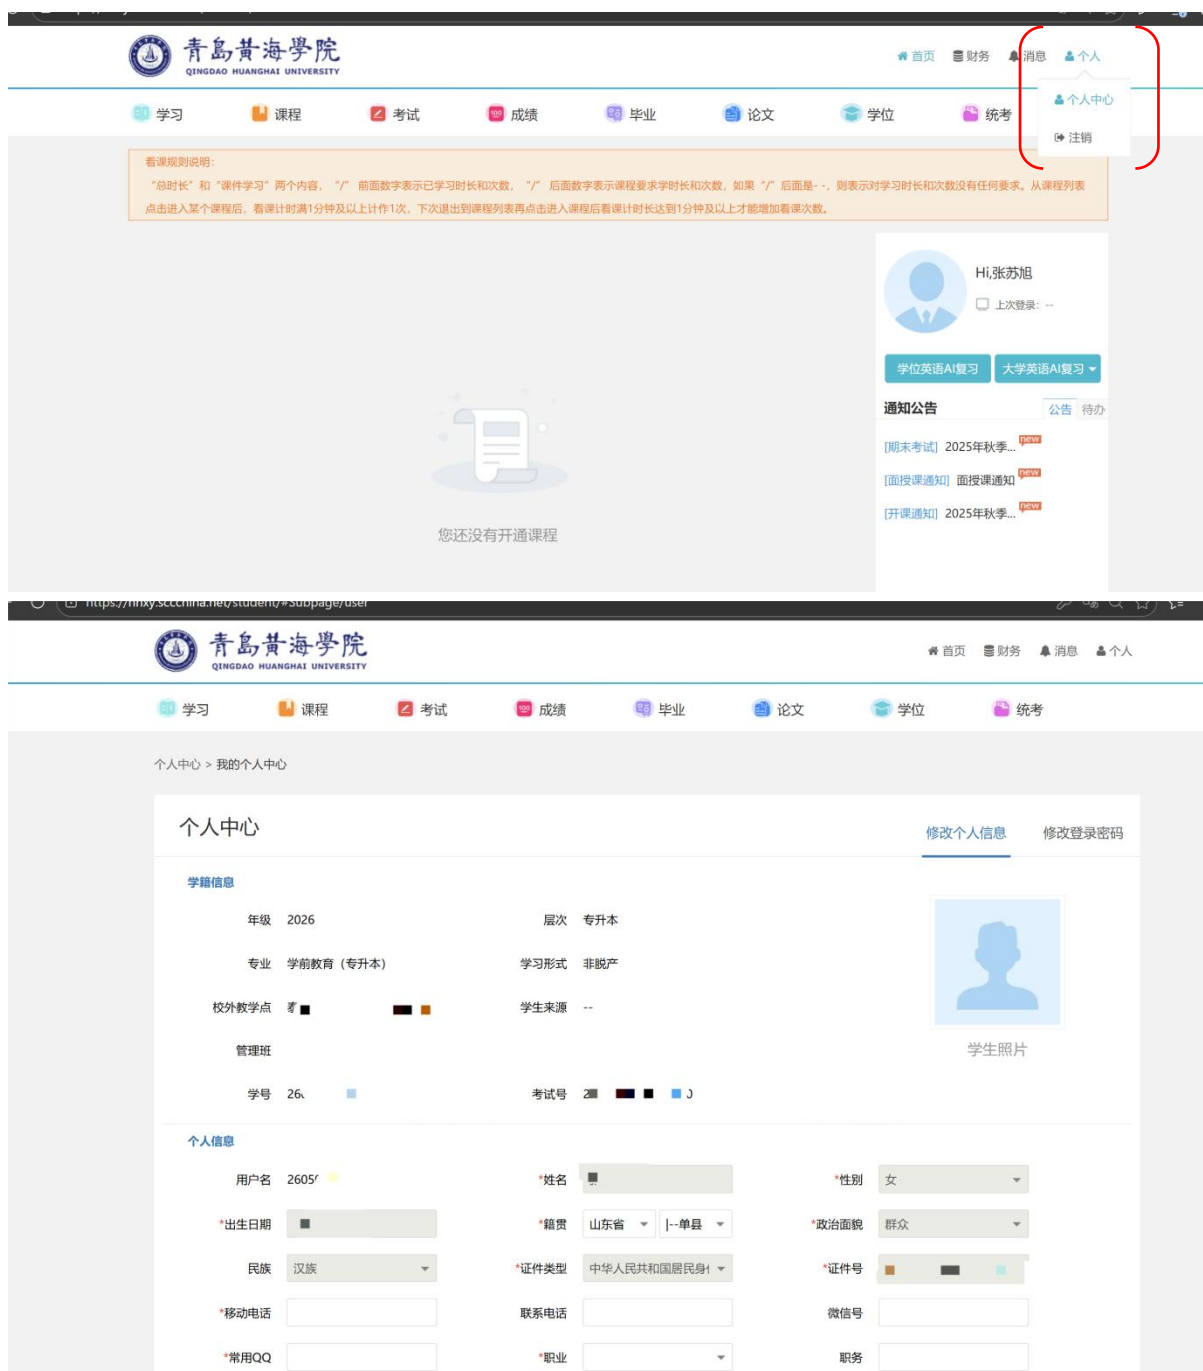 青島黄海學院
QINGDAO HUANGHAI UNIVERSITY
首页 财务 消息 个人
个人中心
注销
学习 课程 考试 成绩 毕业 论文 学位 统考
看课规则说明：
“总时长”和“课件学习”两个内容，“/”前面数字表示已学习时长和次数，“/”后面数字表示课程要求学时长和次数，如果“/”后面是- -，则表示对学习时长和次数没有任何要求。从课程列表
点击进入某个课程后，看课计时满1分钟及以上计作1次，下次退出到课程列表再点击进入课程后看课计时长达到1分钟及以上才能增加看课次数。
Hi,张苏旭
上次登录： --
学位英语AI复习 大学英语AI复习
通知公告 公告 待办
[期末考试] 2025年秋季... new
[面授课通知] 面授课通知 new
[开课通知] 2025年秋季... new
您还没有开通课程
https://hhxy.sccchina.net/student/#Subpage/user
青島黄海學院
QINGDAO HUANGHAI UNIVERSITY
首页 财务 消息 个人
学习 课程 考试 成绩 毕业 论文 学位 统考
个人中心 > 我的个人中心
个人中心 修改个人信息 修改登录密码
学籍信息
年级 2026 层次 专升本
专业 学前教育（专升本） 学习形式 非脱产
校外教学点 学生来源 --
管理班 学生照片
学号 26 考试号 2
个人信息
用户名 2605 *姓名 *性别 女
*出生日期 *籍贯 山东省 |--单县 *政治面貌 群众
民族 汉族 *证件类型 中华人民共和国居民身 *证件号
*移动电话 联系电话 微信号
*常用QQ *职业 职务